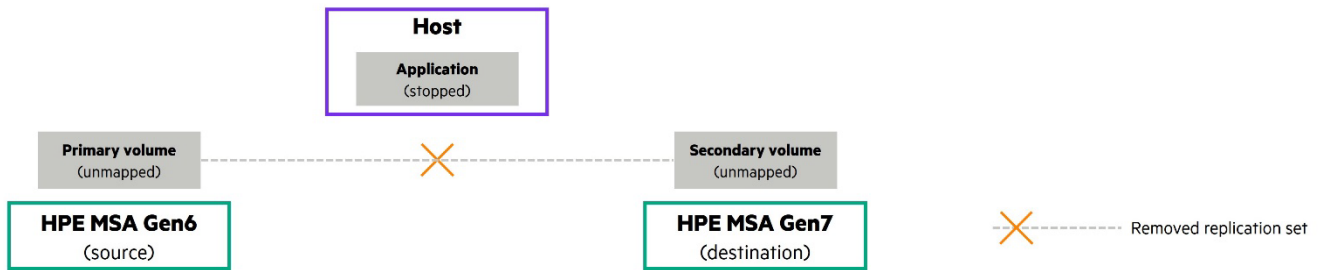 Host
Application
(stopped)
Primary volume
(unmapped)
Secondary volume
(unmapped)
HPE MSA Gen6
(source)
HPE MSA Gen7
(destination)
Removed replication set